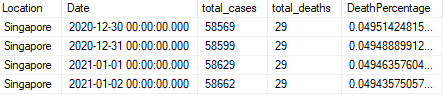 Location Date total_cases total_deaths DeathPercentage
Singapore 2020-12-30 00:00:00.000 58569 29 0.04951424815...
Singapore 2020-12-31 00:00:00.000 58599 29 0.04948889912...
Singapore 2021-01-01 00:00:00.000 58629 29 0.04946357604...
Singapore 2021-01-02 00:00:00.000 58662 29 0.04943575057...